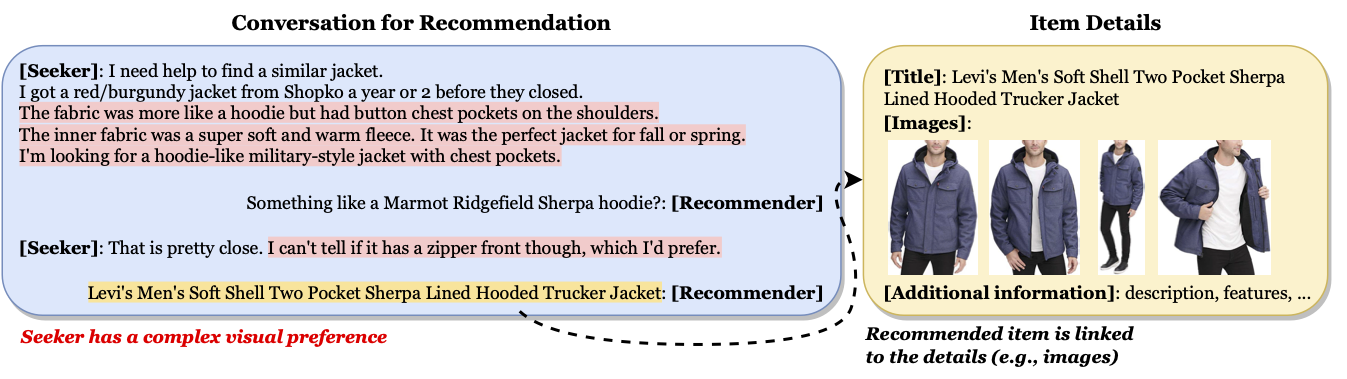 Conversation for Recommendation
[Seeker]: I need help to find a similar jacket.
I got a red/burgundy jacket from Shopko a year or 2 before they closed.
The fabric was more like a hoodie but had button chest pockets on the shoulders.
The inner fabric was a super soft and warm fleece. It was the perfect jacket for fall or spring.
I'm looking for a hoodie-like military-style jacket with chest pockets.
Something like a Marmot Ridgefield Sherpa hoodie?: [Recommender]
[Seeker]: That is pretty close. I can't tell if it has a zipper front though, which I'd prefer.
Levi's Men's Soft Shell Two Pocket Sherpa Lined Hooded Trucker Jacket: [Recommender]
Seeker has a complex visual preference
Item Details
[Title]: Levi's Men's Soft Shell Two Pocket Sherpa
Lined Hooded Trucker Jacket
[Images]:
[Additional information]: description, features, ...
Recommended item is linked
to the details (e.g., images)